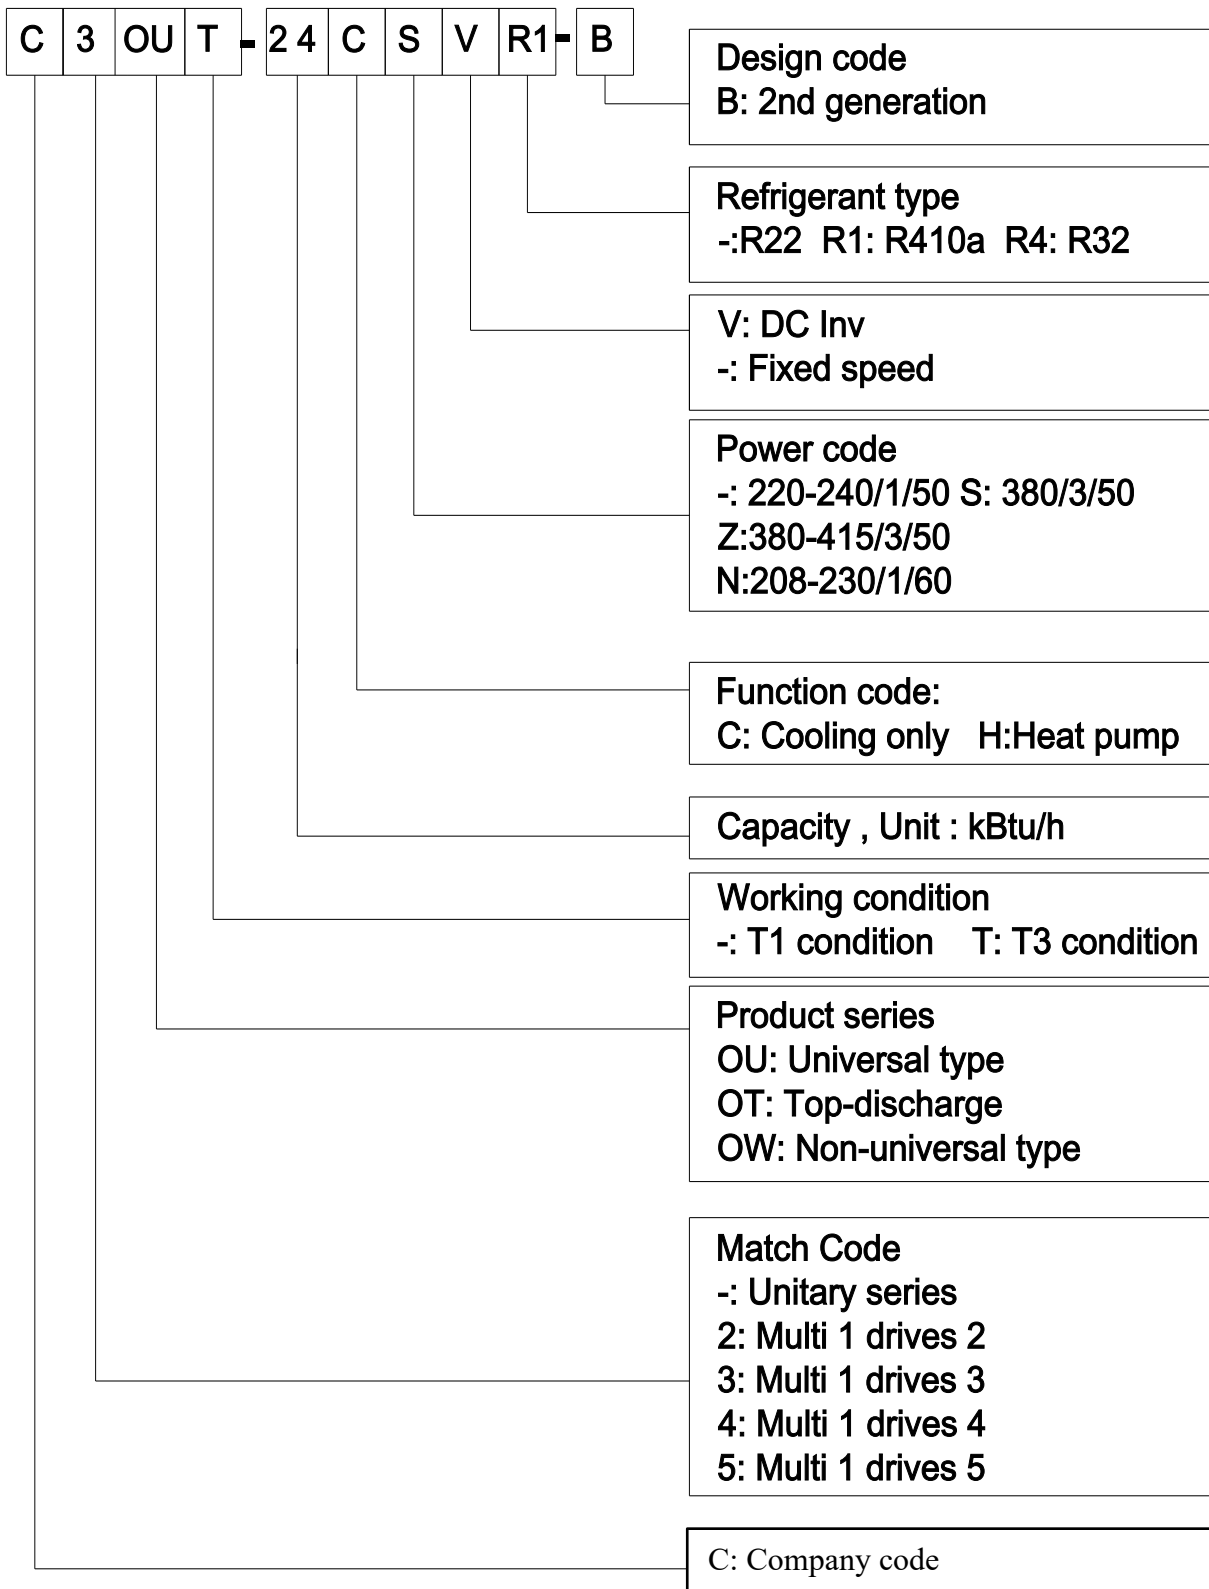 C 3 OU T - 24 C S V R1 - B
Design code
B: 2nd generation
Refrigerant type
-:R22 R1: R410a R4: R32
V: DC Inv
-: Fixed speed
Power code
-: 220-240/1/50 S: 380/3/50
Z:380-415/3/50
N:208-230/1/60
Function code:
C: Cooling only H:Heat pump
Capacity , Unit : kBtu/h
Working condition
-: T1 condition T: T3 condition
Product series
OU: Universal type
OT: Top-discharge
OW: Non-universal type
Match Code
-: Unitary series
2: Multi 1 drives 2
3: Multi 1 drives 3
4: Multi 1 drives 4
5: Multi 1 drives 5
C: Company code